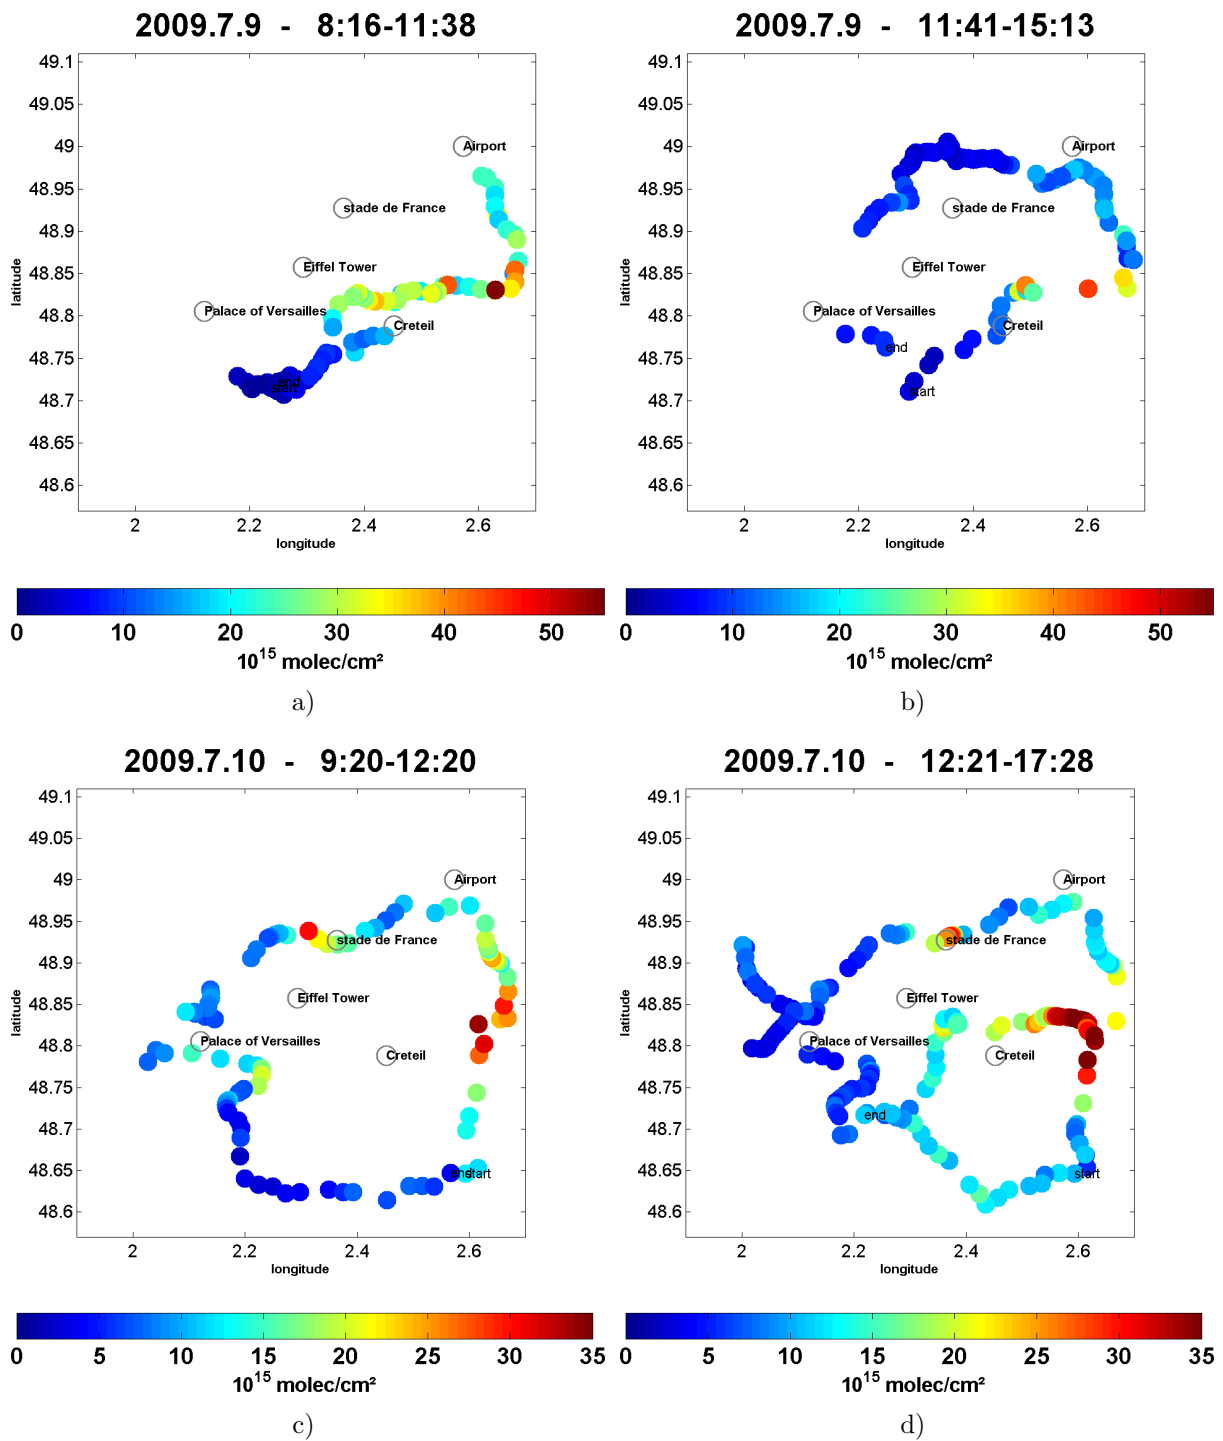 2009.7.9 - 8:16-11:38
49.1
49.05
49
48.95
48.9
48.85
48.8
48.75
48.7
48.65
48.6
latitude
Airport
stade de France
Eiffel Tower
Palace of Versailles
Creteil
end
start
2 2.2 2.4 2.6
longitude
0 10 20 30 40 50
10¹⁵ molec/cm²
a)
2009.7.9 - 11:41-15:13
49.1
49.05
49
48.95
48.9
48.85
48.8
48.75
48.7
48.65
48.6
latitude
Airport
stade de France
Eiffel Tower
Palace of Versailles
Creteil
end
start
2 2.2 2.4 2.6
longitude
0 10 20 30 40 50
10¹⁵ molec/cm²
b)
2009.7.10 - 9:20-12:20
49.1
49.05
49
48.95
48.9
48.85
48.8
48.75
48.7
48.65
48.6
latitude
Airport
stade de France
Eiffel Tower
Palace of Versailles
Creteil
end start
2 2.2 2.4 2.6
longitude
0 5 10 15 20 25 30 35
10¹⁵ molec/cm²
c)
2009.7.10 - 12:21-17:28
49.1
49.05
49
48.95
48.9
48.85
48.8
48.75
48.7
48.65
48.6
latitude
Airport
stade de France
Eiffel Tower
Palace of Versailles
Creteil
end
start
2 2.2 2.4 2.6
longitude
0 5 10 15 20 25 30 35
10¹⁵ molec/cm²
d)